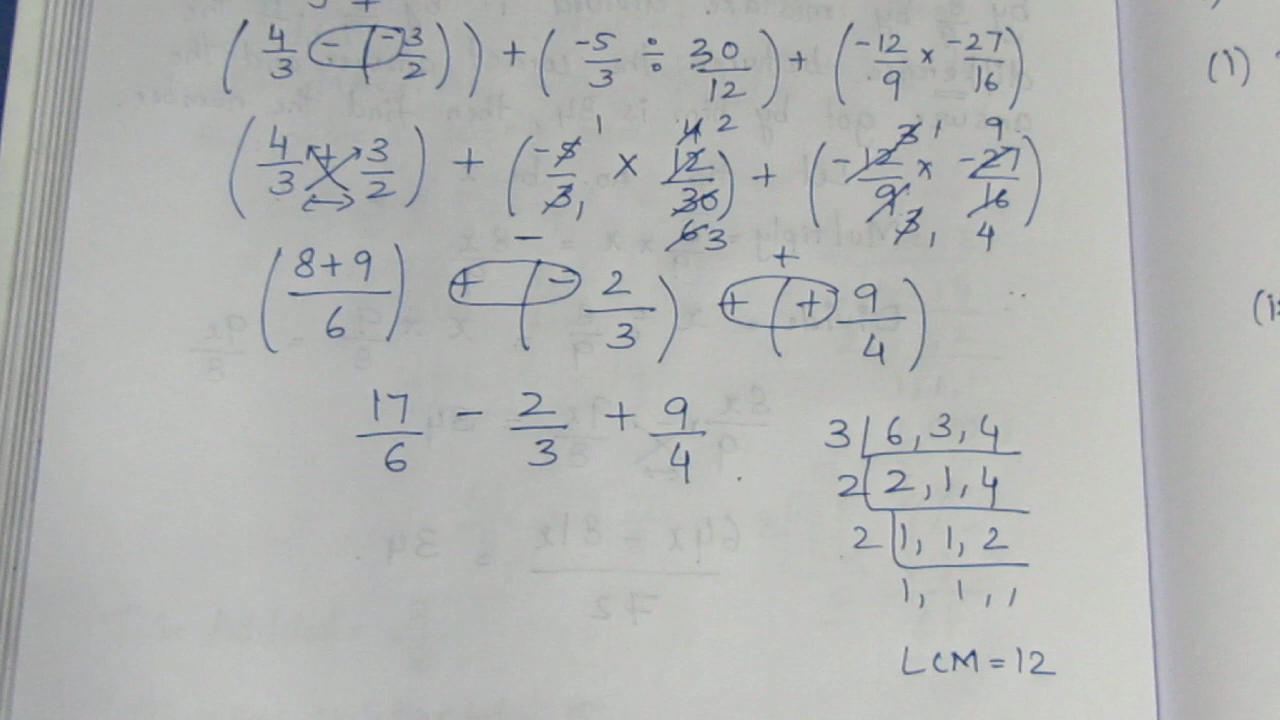 (4/3 - (-3/2)) + (-5/3 ÷ 30/12) + (-12/9 × -27/16)
(4/3 + 3/2) + (-5/3 × 12/30) + (-12/9 × -27/16)
((8+9)/6) + (-2/3) + (+9/4)
17/6 - 2/3 + 9/4
3 | 6, 3, 4
2 | 2, 1, 4
2 | 1, 1, 2
1, 1, 1
LCM = 12
(1)